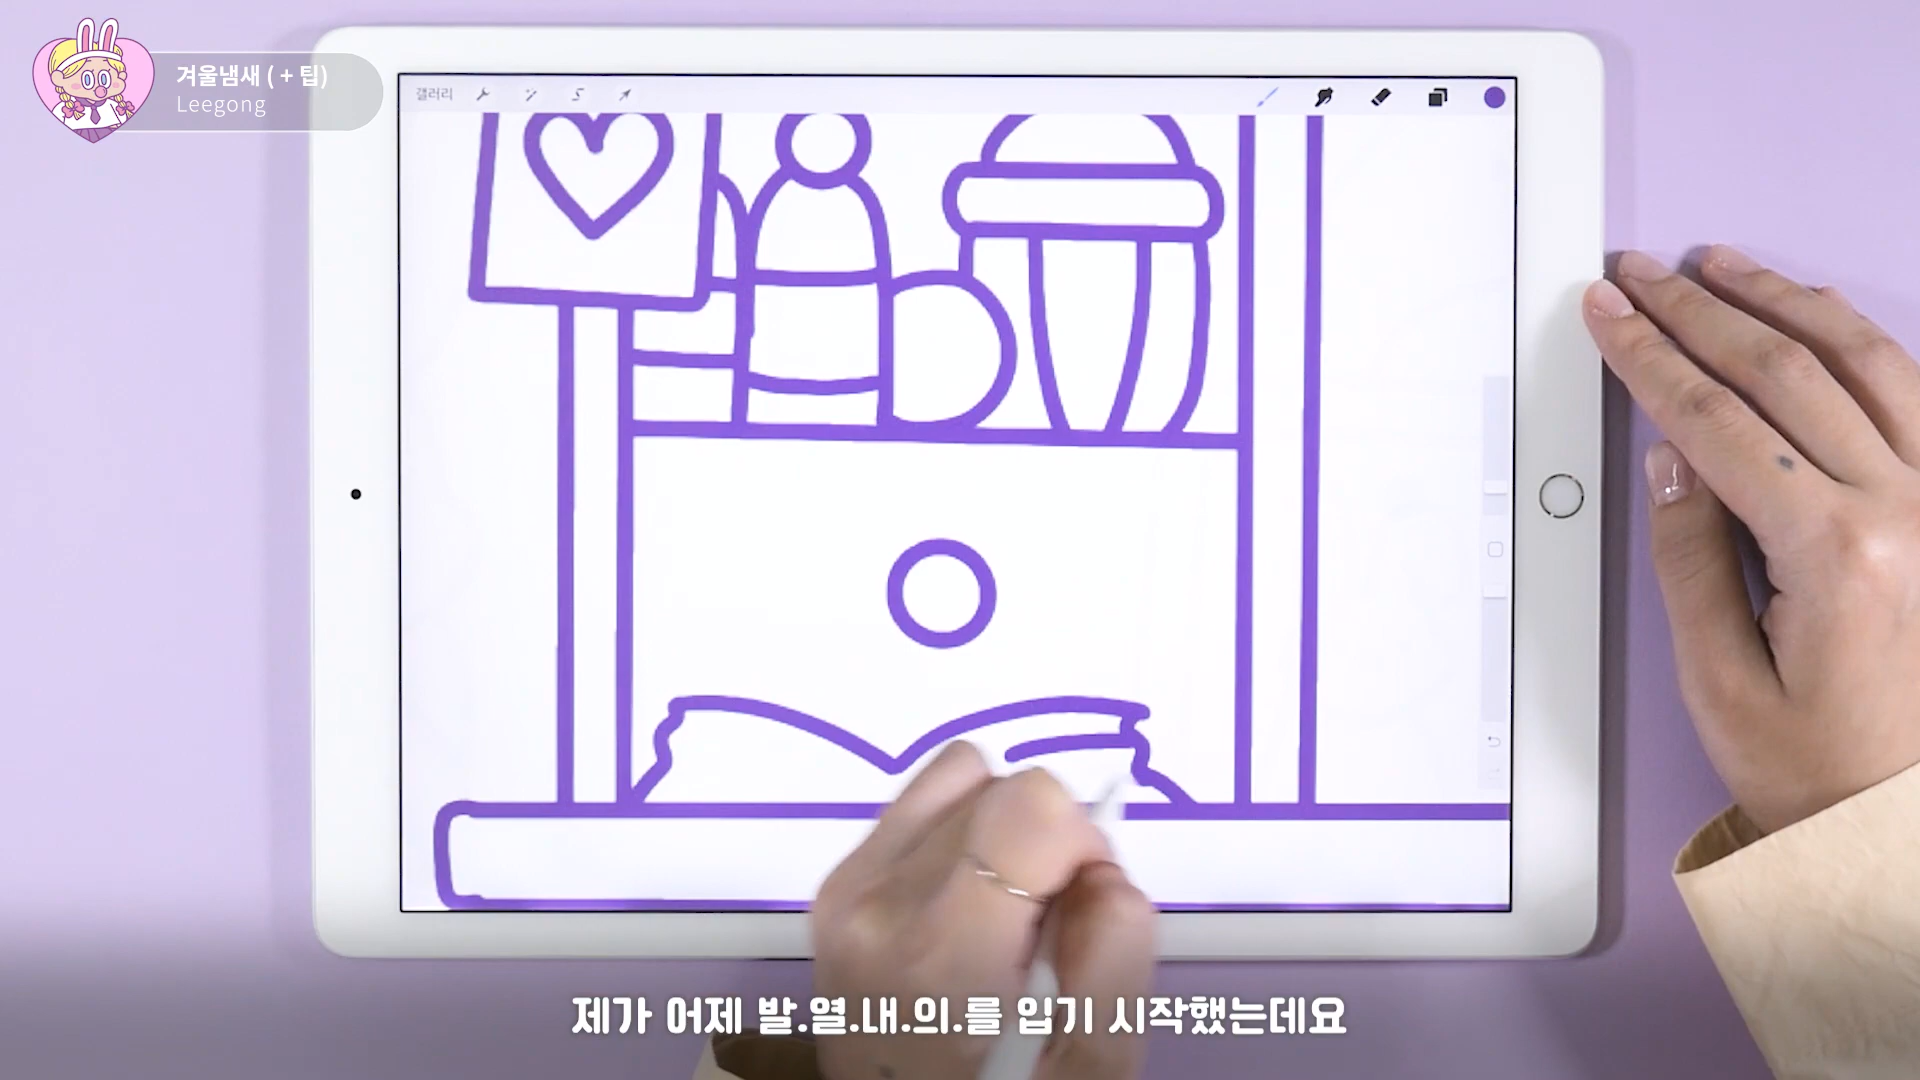 겨울냄새 ( + 팁)
Leegong
갤러리
제가 어제 발.열.내.의.를 입기 시작했는데요